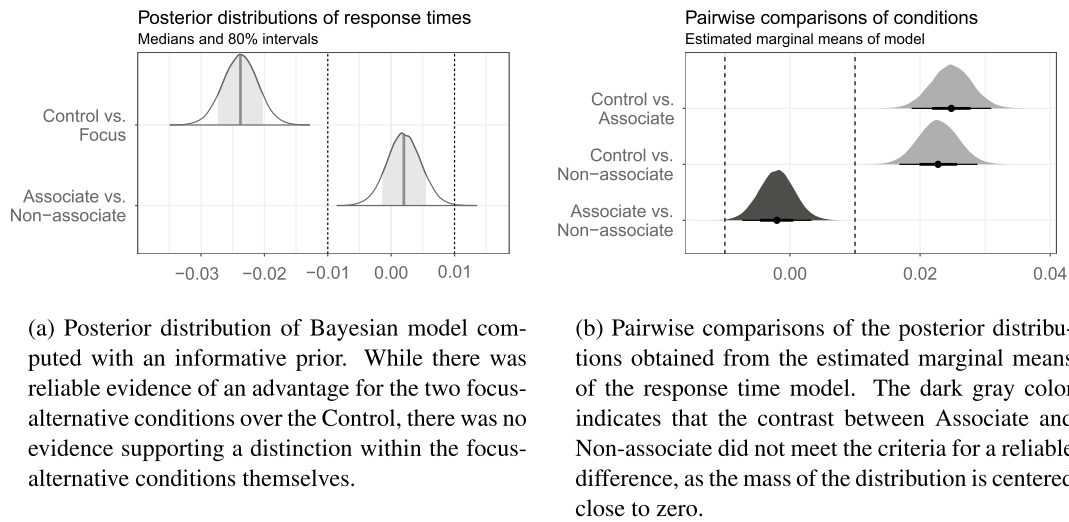 Posterior distributions of response times
Medians and 80% intervals
Control vs.
Focus
Associate vs.
Non−associate
−0.03
−0.02
−0.01
0.00
0.01
Pairwise comparisons of conditions
Estimated marginal means of model
Control vs.
Associate
Control vs.
Non−associate
Associate vs.
Non−associate
0.00
0.02
0.04
(a) Posterior distribution of Bayesian model com-
puted with an informative prior. While there was
reliable evidence of an advantage for the two focus-
alternative conditions over the Control, there was no
evidence supporting a distinction within the focus-
alternative conditions themselves.
(b) Pairwise comparisons of the posterior distribu-
tions obtained from the estimated marginal means
of the response time model. The dark gray color
indicates that the contrast between Associate and
Non-associate did not meet the criteria for a reliable
difference, as the mass of the distribution is centered
close to zero.